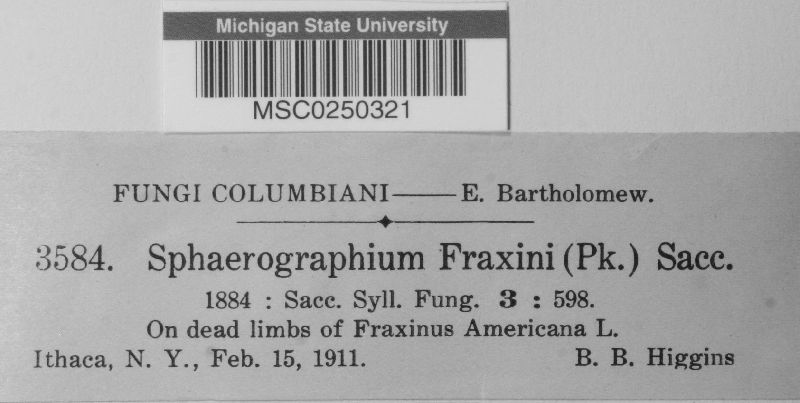 Michigan State University
MSC0250321
FUNGI COLUMBIANI——E. Bartholomew.
3584. Sphaerographium Fraxini (Pk.) Sacc.
1884 : Sacc. Syll. Fung. 3 : 598.
On dead limbs of Fraxinus Americana L.
Ithaca, N. Y., Feb. 15, 1911. B. B. Higgins